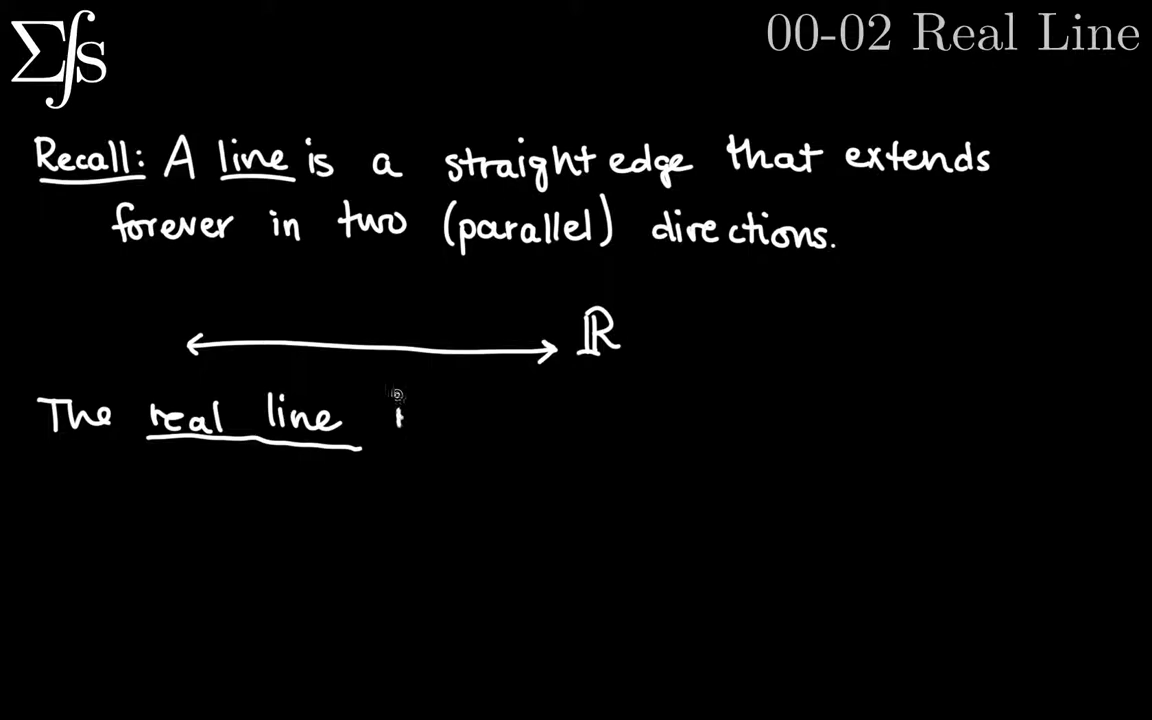 Σ∫S
00-02 Real Line
Recall: A line is a straight edge that extends
forever in two (parallel) directions.
ℝ
The real line